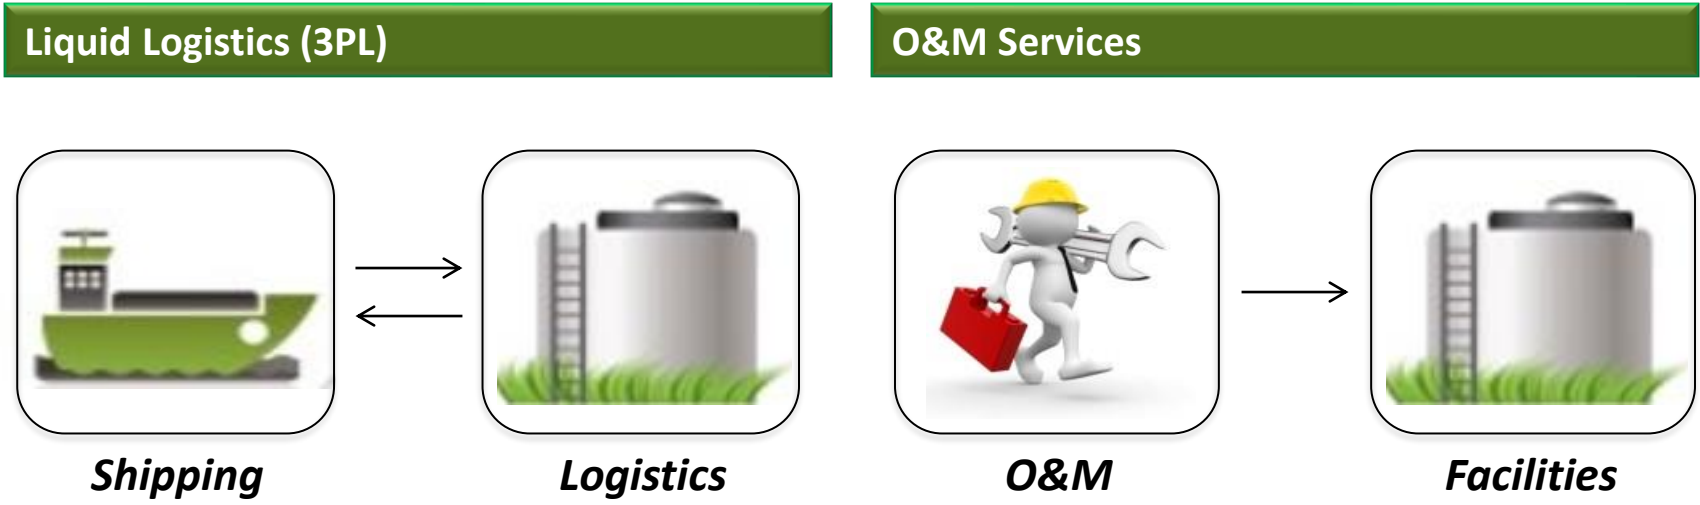 Liquid Logistics (3PL)
O&M Services
Shipping
Logistics
O&M
Facilities